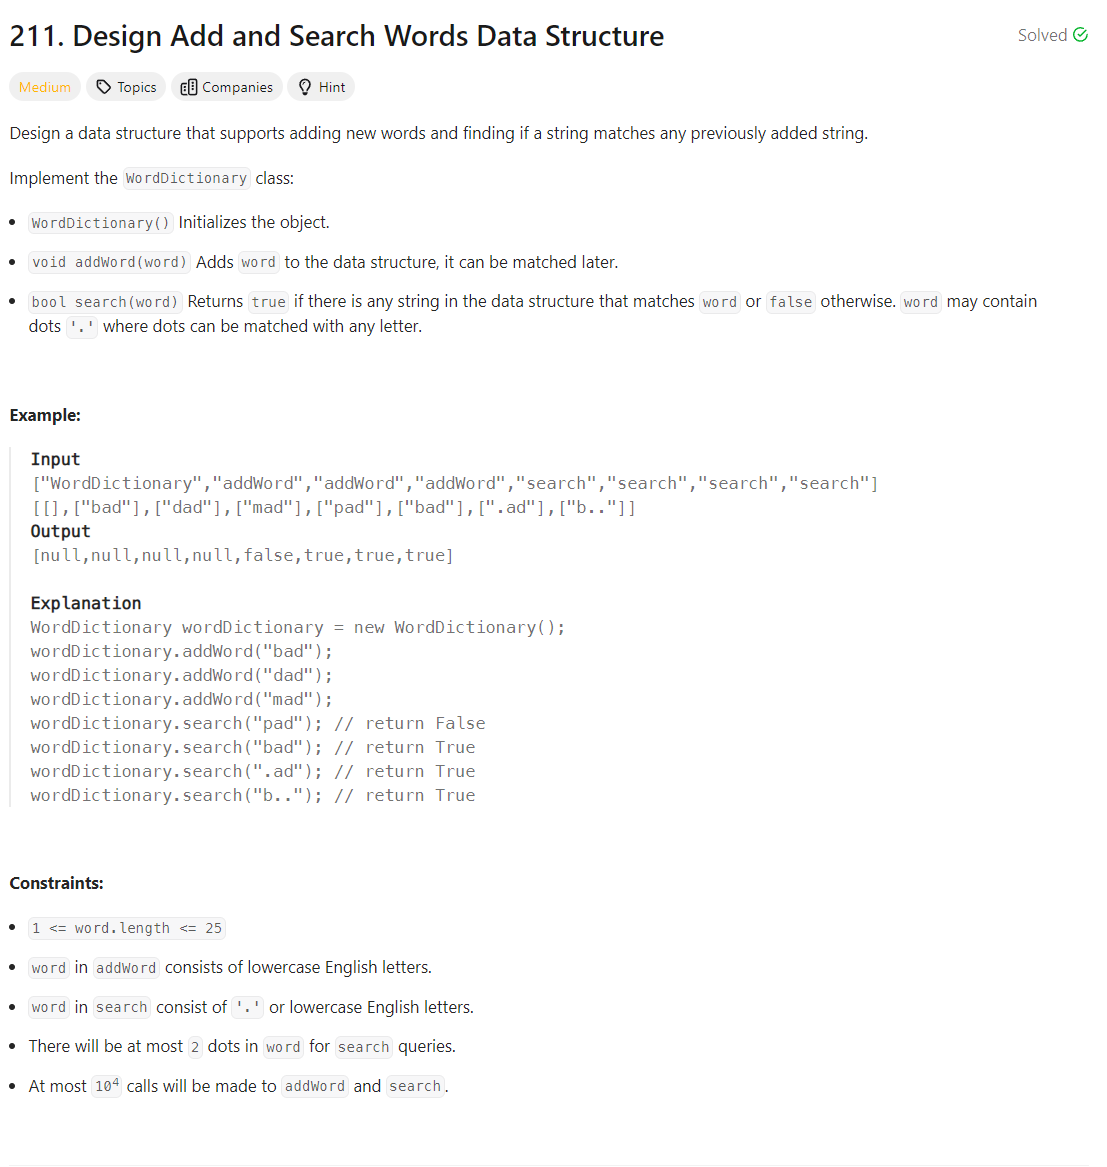 211. Design Add and Search Words Data Structure
Solved
Medium
Topics
Companies
Hint
Design a data structure that supports adding new words and finding if a string matches any previously added string.
Implement the WordDictionary class:
• WordDictionary() Initializes the object.
• void addWord(word) Adds word to the data structure, it can be matched later.
• bool search(word) Returns true if there is any string in the data structure that matches word or false otherwise. word may contain
dots '.' where dots can be matched with any letter.
Example:
Input
["WordDictionary","addWord","addWord","addWord","search","search","search","search"]
[[],["bad"],["dad"],["mad"],["pad"],["bad"],[".ad"],["b.."]]
Output
[null,null,null,null,false,true,true,true]
Explanation
WordDictionary wordDictionary = new WordDictionary();
wordDictionary.addWord("bad");
wordDictionary.addWord("dad");
wordDictionary.addWord("mad");
wordDictionary.search("pad"); // return False
wordDictionary.search("bad"); // return True
wordDictionary.search(".ad"); // return True
wordDictionary.search("b.."); // return True
Constraints:
• 1 <= word.length <= 25
• word in addWord consists of lowercase English letters.
• word in search consist of '.' or lowercase English letters.
• There will be at most 2 dots in word for search queries.
• At most 10⁴ calls will be made to addWord and search.